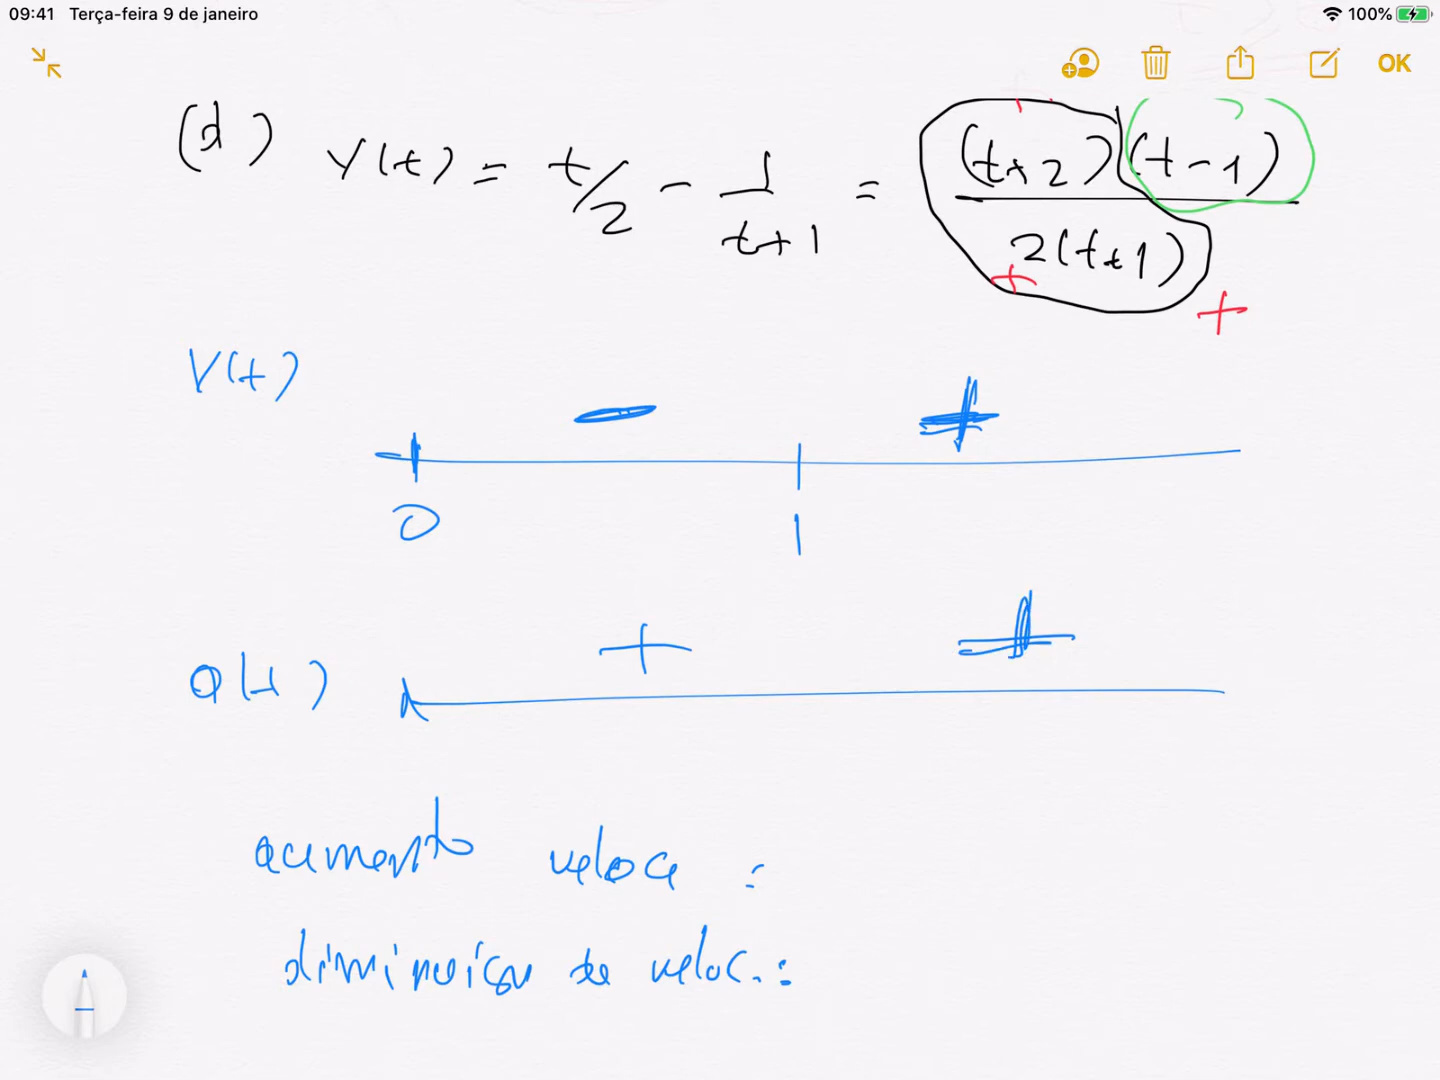 09:41 Terça-feira 9 de janeiro 100%
OK
(d) V(t) = t/2 - 1/(t+1) = (t+2)(t-1) / 2(t+1)
+
+
V(t)
- +
0 1
+ +
a(t)
aumento veloc :
diminuição de veloc. :